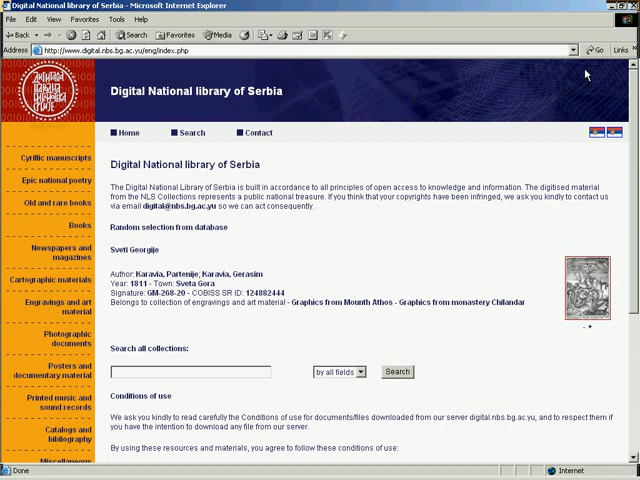 Digital National library of Serbia - Microsoft Internet Explorer
File Edit View Favorites Tools Help
Back Search Favorites Media
Address http://www.digital.nbs.bg.ac.yu/eng/index.php Go Links »
Digital National library of Serbia
Home Search Contact
Cyrillic manuscripts
Epic national poetry
Old and rare books
Books
Newspapers and
magazines
Cartographic materials
Engravings and art
material
Photographic
documents
Posters and
documentary material
Printed music and
sound records
Catalogs and
bibliography
Miscellaneous
Digital National library of Serbia
The Digital National Library of Serbia is built in accordance to all principles of open access to knowledge and information. The digitised material
from the NLS Collections represents a public national treasure. If you think that your copyrights have been infringed, we ask you kindly to contact us
via email digital@nbs.bg.ac.yu so we can act consequently.
Random selection from database
Sveti Georgije
Author: Karavia, Partenije; Karavia, Gerasim
Year: 1811 - Town: Sveta Gora
Signature: GM-268-20 - COBISS SR ID: 124882444
Belongs to collection of engravings and art material - Graphics from Mounth Athos - Graphics from monastery Chilandar
- +
Search all collections:
by all fields Search
Conditions of use
We ask you kindly to read carefully the Conditions of use for documents/files downloaded from our server digital.nbs.bg.ac.yu, and to respect them if
you have the intention to download any file from our server.
By using these resources and materials, you agree to follow these conditions of use:
Done Internet